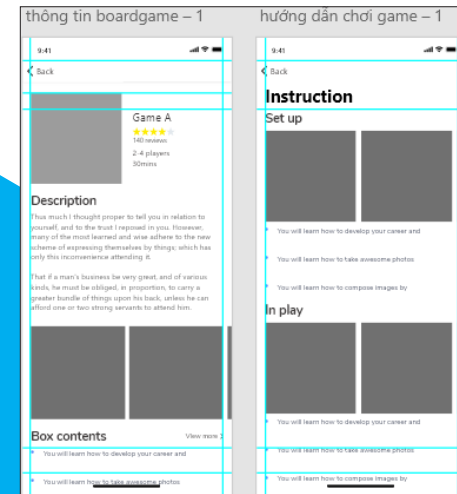 thông tin boardgame – 1
9:41
Back
Game A
140 reviews
2-4 players
30mins
Description
Thus much I thought proper to tell you in relation to
yourself, and to the trust I reposed in you. However,
many of the most learned and wise adhere to the new
scheme of expressing themselves by things; which has
only this inconvenience attending it.
That if a man's business be very great, and of various
kinds, he must be obliged, in proportion, to carry a
greater bundle of things upon his back, unless he can
afford one or two strong servants to attend him.
Box contents
View more
You will learn how to develop your career and
You will learn how to take awesome photos
hướng dẫn chơi game – 1
9:41
Back
Instruction
Set up
You will learn how to develop your career and
You will learn how to take awesome photos
You will learn how to compose images by
In play
You will learn how to develop your career and
You will learn how to take awesome photos
You will learn how to compose images by